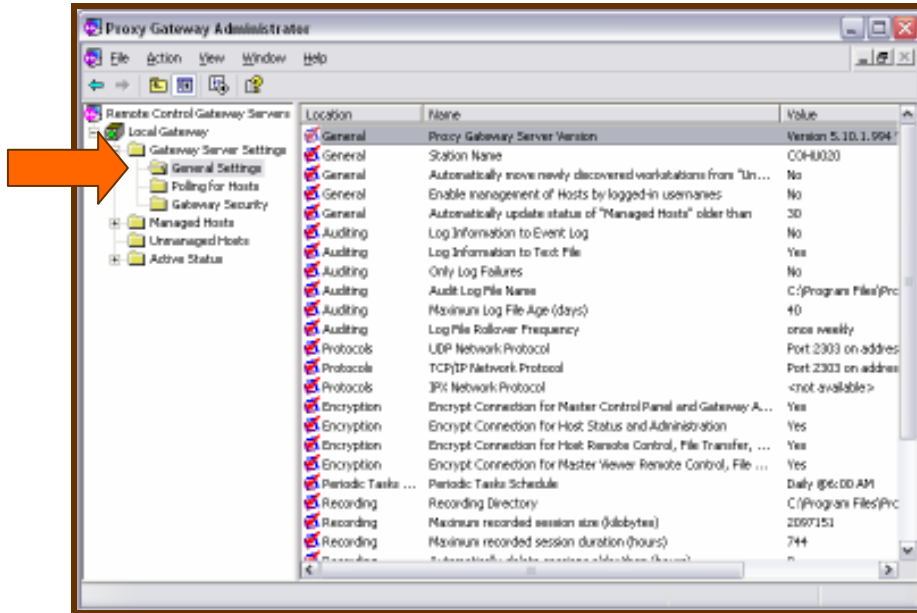 Proxy Gateway Administrator
File Action View Window Help
Remote Control Gateway Servers
Local Gateway
Gateway Server Settings
General Settings
Polling for Hosts
Gateway Security
Managed Hosts
Unmanaged Hosts
Active Status
Location Name Value
General Proxy Gateway Server Version Version 5.10.1.994
General Station Name COHU020
General Automatically move newly discovered workstations from "Un... No
General Enable management of Hosts by logged-in usernames No
General Automatically update status of "Managed Hosts" older than 30
Auditing Log Information to Event Log No
Auditing Log Information to Text File Yes
Auditing Only Log Failures No
Auditing Audit Log File Name C:\Program Files\Prc
Auditing Maximum Log File Age (days) 40
Auditing Log File Rollover Frequency once weekly
Protocols UDP Network Protocol Port 2303 on addres
Protocols TCP/IP Network Protocol Port 2303 on addres
Protocols IPX Network Protocol <not available>
Encryption Encrypt Connection for Master Control Panel and Gateway A... Yes
Encryption Encrypt Connection for Host Status and Administration Yes
Encryption Encrypt Connection for Host Remote Control, File Transfer, ... Yes
Encryption Encrypt Connection for Master Viewer Remote Control, File ... Yes
Periodic Tasks ... Periodic Tasks Schedule Daily @6:00 AM
Recording Recording Directory C:\Program Files\Prc
Recording Maximum recorded session size (kilobytes) 2097151
Recording Maximum recorded session duration (hours) 744